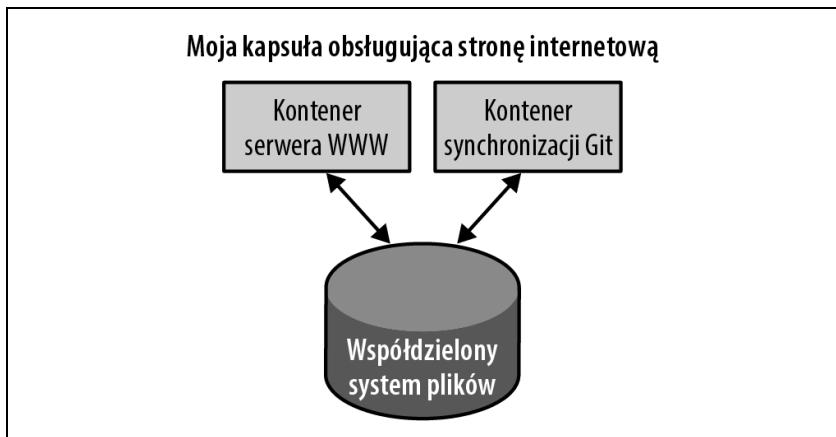 Moja kapsuła obsługująca stronę internetową
Kontener
serwera WWW
Kontener
synchronizacji Git
Współdzielony
system plików